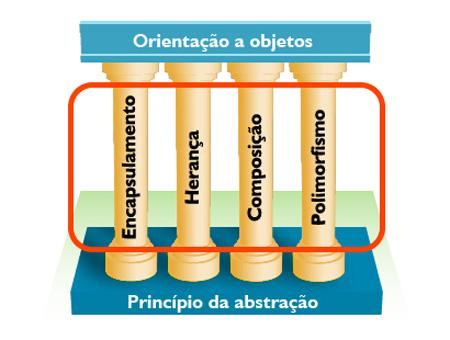 Orientação a objetos
Encapsulamento
Herança
Composição
Polimorfismo
Princípio da abstração